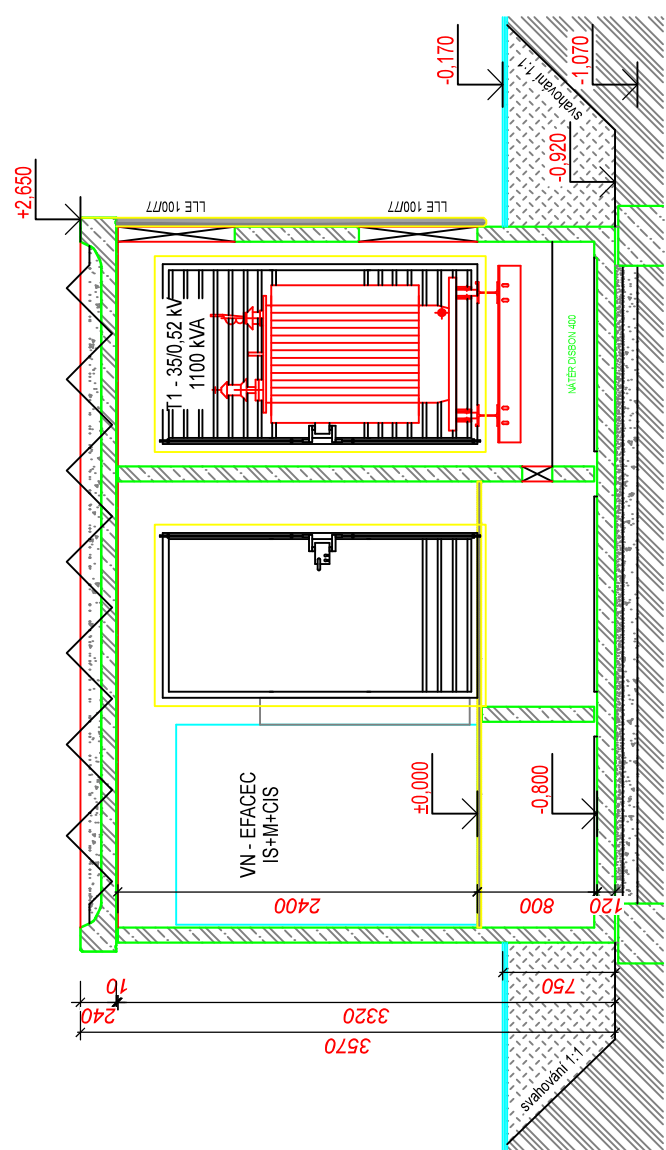 +2,650
-0,170
-1,070
svahování 1:1
-0,920
LLE 100/77
LLE 100/77
T1 - 35/0,52 kV
1100 kVA
NÁTĚR DISBON 400
VN - EFACEC
IS+M+CIS
±0,000
-0,800
2400
800
120
10
240
3320
750
3570
svahování 1:1